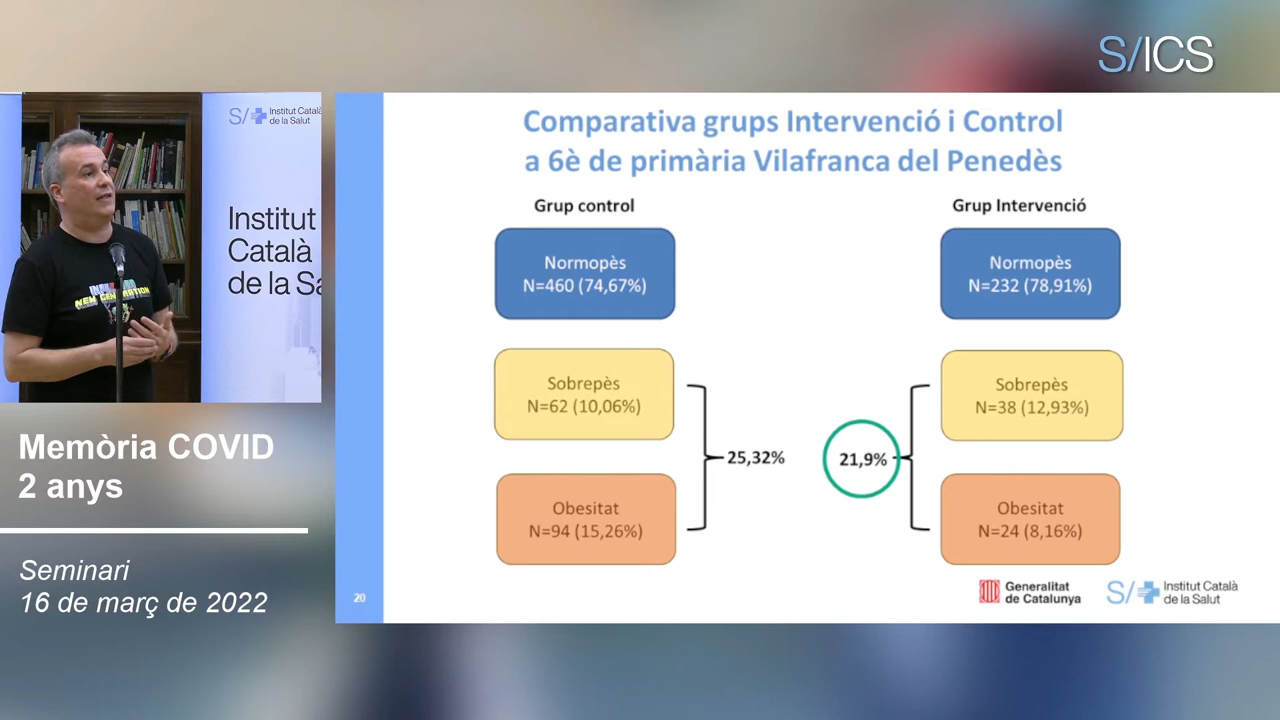 S/ICS
S/ Institut Català
de la Salut
Institut
Català
de la Sa
NEW GENERATION
Memòria COVID
2 anys
Seminari
16 de març de 2022
Comparativa grups Intervenció i Control
a 6è de primària Vilafranca del Penedès
Grup control
Grup Intervenció
Normopès
N=460 (74,67%)
Normopès
N=232 (78,91%)
Sobrepès
N=62 (10,06%)
Sobrepès
N=38 (12,93%)
25,32%
21,9%
Obesitat
N=94 (15,26%)
Obesitat
N=24 (8,16%)
20
Generalitat
de Catalunya
S/ Institut Català
de la Salut